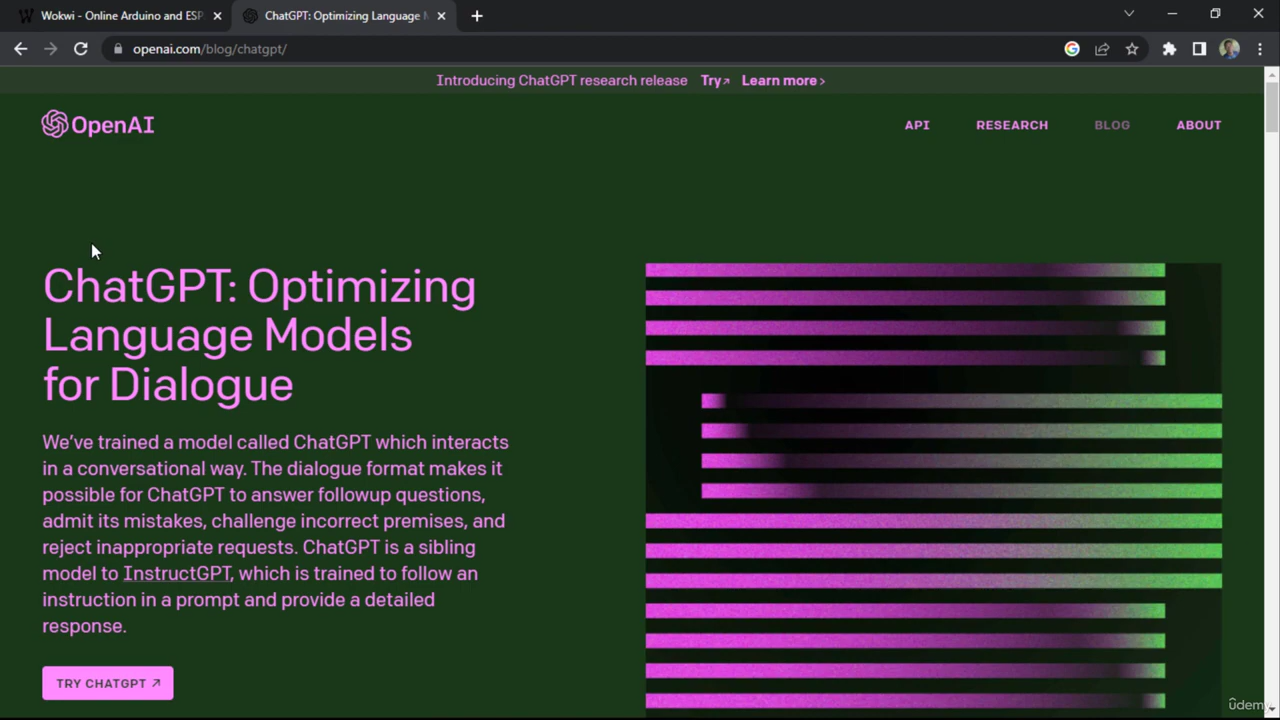 Wokwi - Online Arduino and ESP
ChatGPT: Optimizing Language M
openai.com/blog/chatgpt/
Introducing ChatGPT research release Try↗ Learn more >
OpenAI
API RESEARCH BLOG ABOUT
ChatGPT: Optimizing
Language Models
for Dialogue
We’ve trained a model called ChatGPT which interacts
in a conversational way. The dialogue format makes it
possible for ChatGPT to answer followup questions,
admit its mistakes, challenge incorrect premises, and
reject inappropriate requests. ChatGPT is a sibling
model to InstructGPT, which is trained to follow an
instruction in a prompt and provide a detailed
response.
TRY CHATGPT ↗
ûdemy